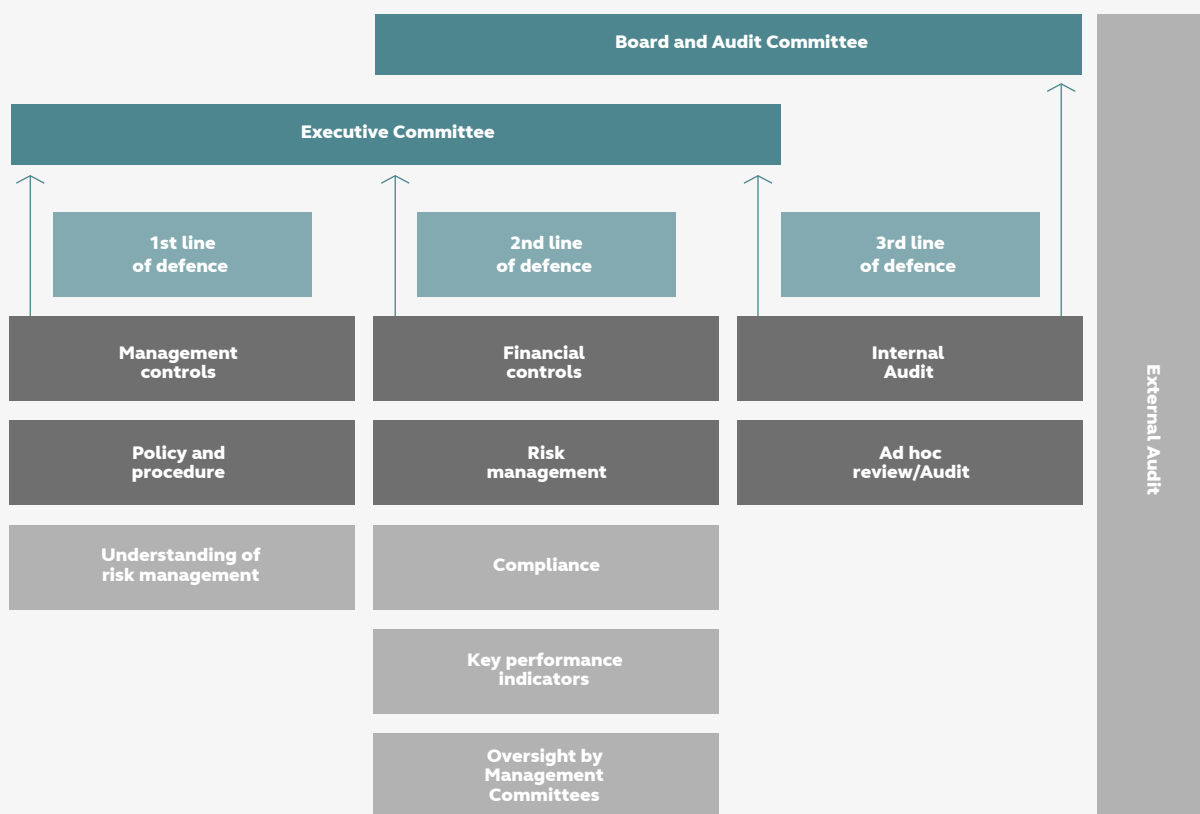 Board and Audit Committee
Executive Committee
1st line
of defence
2nd line
of defence
3rd line
of defence
Management
controls
Financial
controls
Internal
Audit
Policy and
procedure
Risk
management
Ad hoc
review/Audit
Understanding of
risk management
Compliance
Key performance
indicators
Oversight by
Management
Committees
External Audit